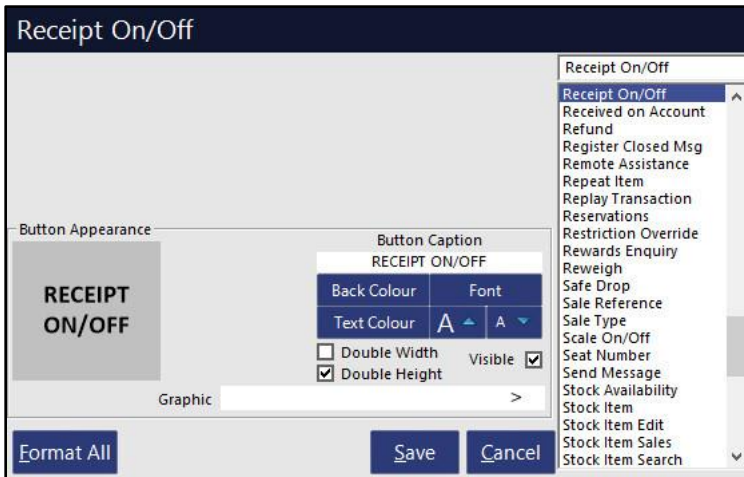 Receipt On/Off
Receipt On/Off
Receipt On/Off
Received on Account
Refund
Register Closed Msg
Remote Assistance
Repeat Item
Replay Transaction
Reservations
Restriction Override
Rewards Enquiry
Reweigh
Safe Drop
Sale Reference
Sale Type
Scale On/Off
Seat Number
Send Message
Stock Availability
Stock Item
Stock Item Edit
Stock Item Sales
Stock Item Search
Button Appearance
RECEIPT
ON/OFF
Button Caption
RECEIPT ON/OFF
Back Colour Font
Text Colour A A
Double Width Visible
Double Height
Graphic >
Format All Save Cancel